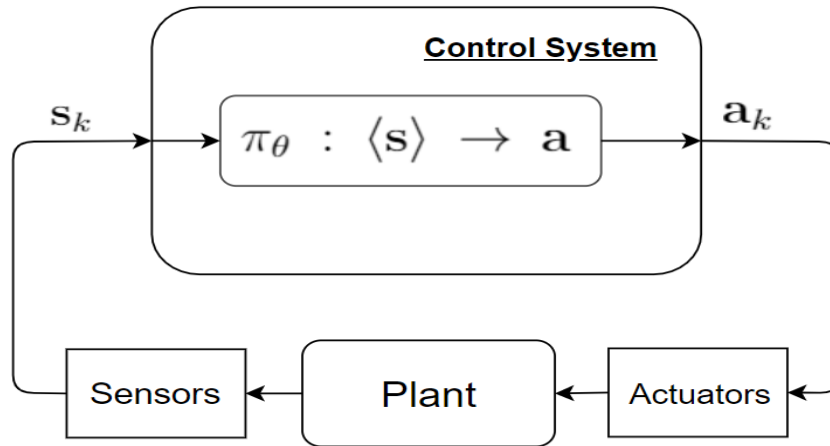 Control System
s_k
π_θ : ⟨s⟩ → a
a_k
Sensors
Plant
Actuators